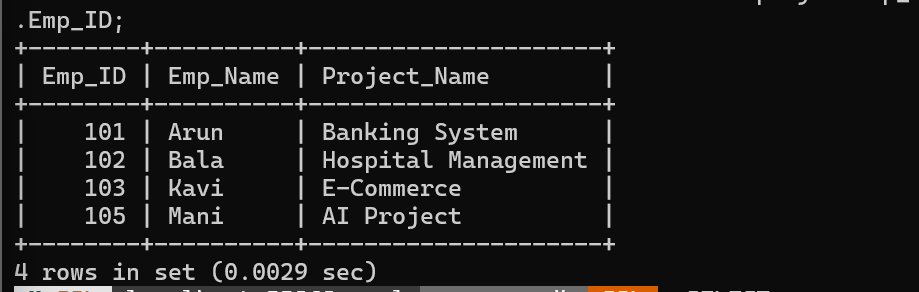 .Emp_ID;
+--------+----------+---------------------+
| Emp_ID | Emp_Name | Project_Name        |
+--------+----------+---------------------+
|    101 | Arun     | Banking System      |
|    102 | Bala     | Hospital Management |
|    103 | Kavi     | E-Commerce          |
|    105 | Mani     | AI Project          |
+--------+----------+---------------------+
4 rows in set (0.0029 sec)